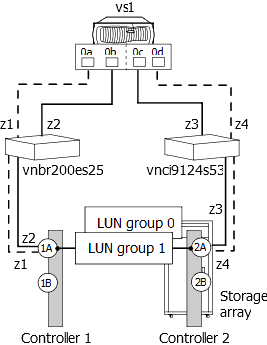 vs1
0a 0b 0c 0d
z1 z2 z3 z4
vnbr200es25 vnci9124s53
z3
z2 1A LUN group 0 2A
z1 LUN group 1 z4
1B 2B
Storage
array
Controller 1 Controller 2